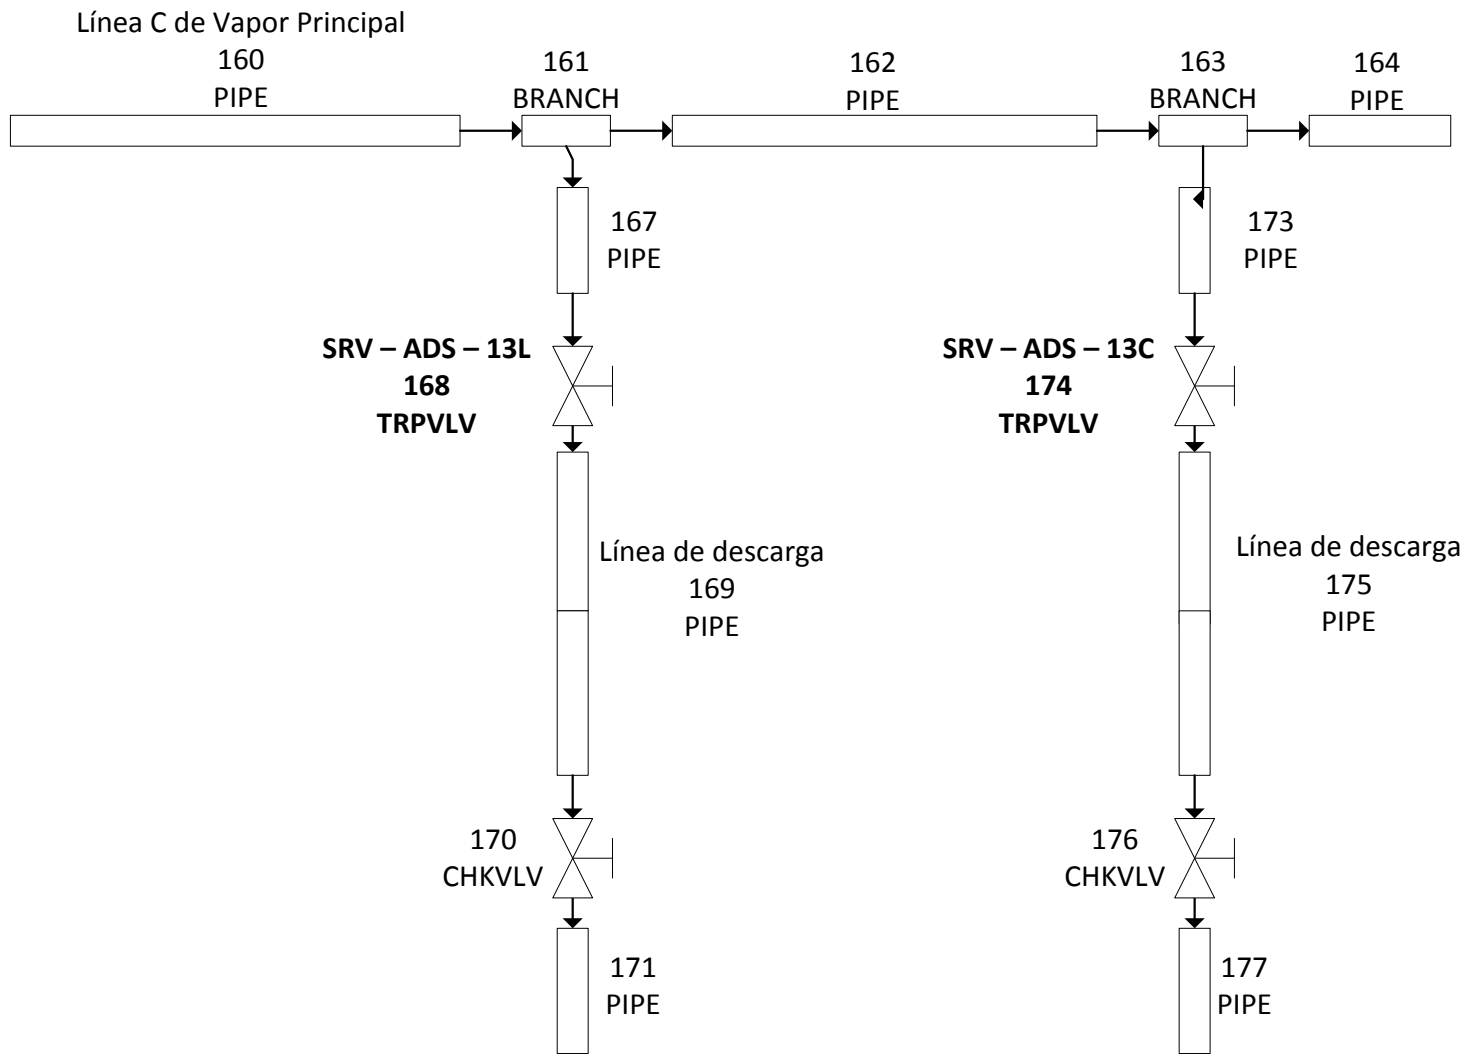 Línea C de Vapor Principal
160
PIPE
161
BRANCH
162
PIPE
163
BRANCH
164
PIPE
167
PIPE
173
PIPE
SRV – ADS – 13L
168
TRPVLV
SRV – ADS – 13C
174
TRPVLV
Línea de descarga
169
PIPE
Línea de descarga
175
PIPE
170
CHKVLV
176
CHKVLV
171
PIPE
177
PIPE